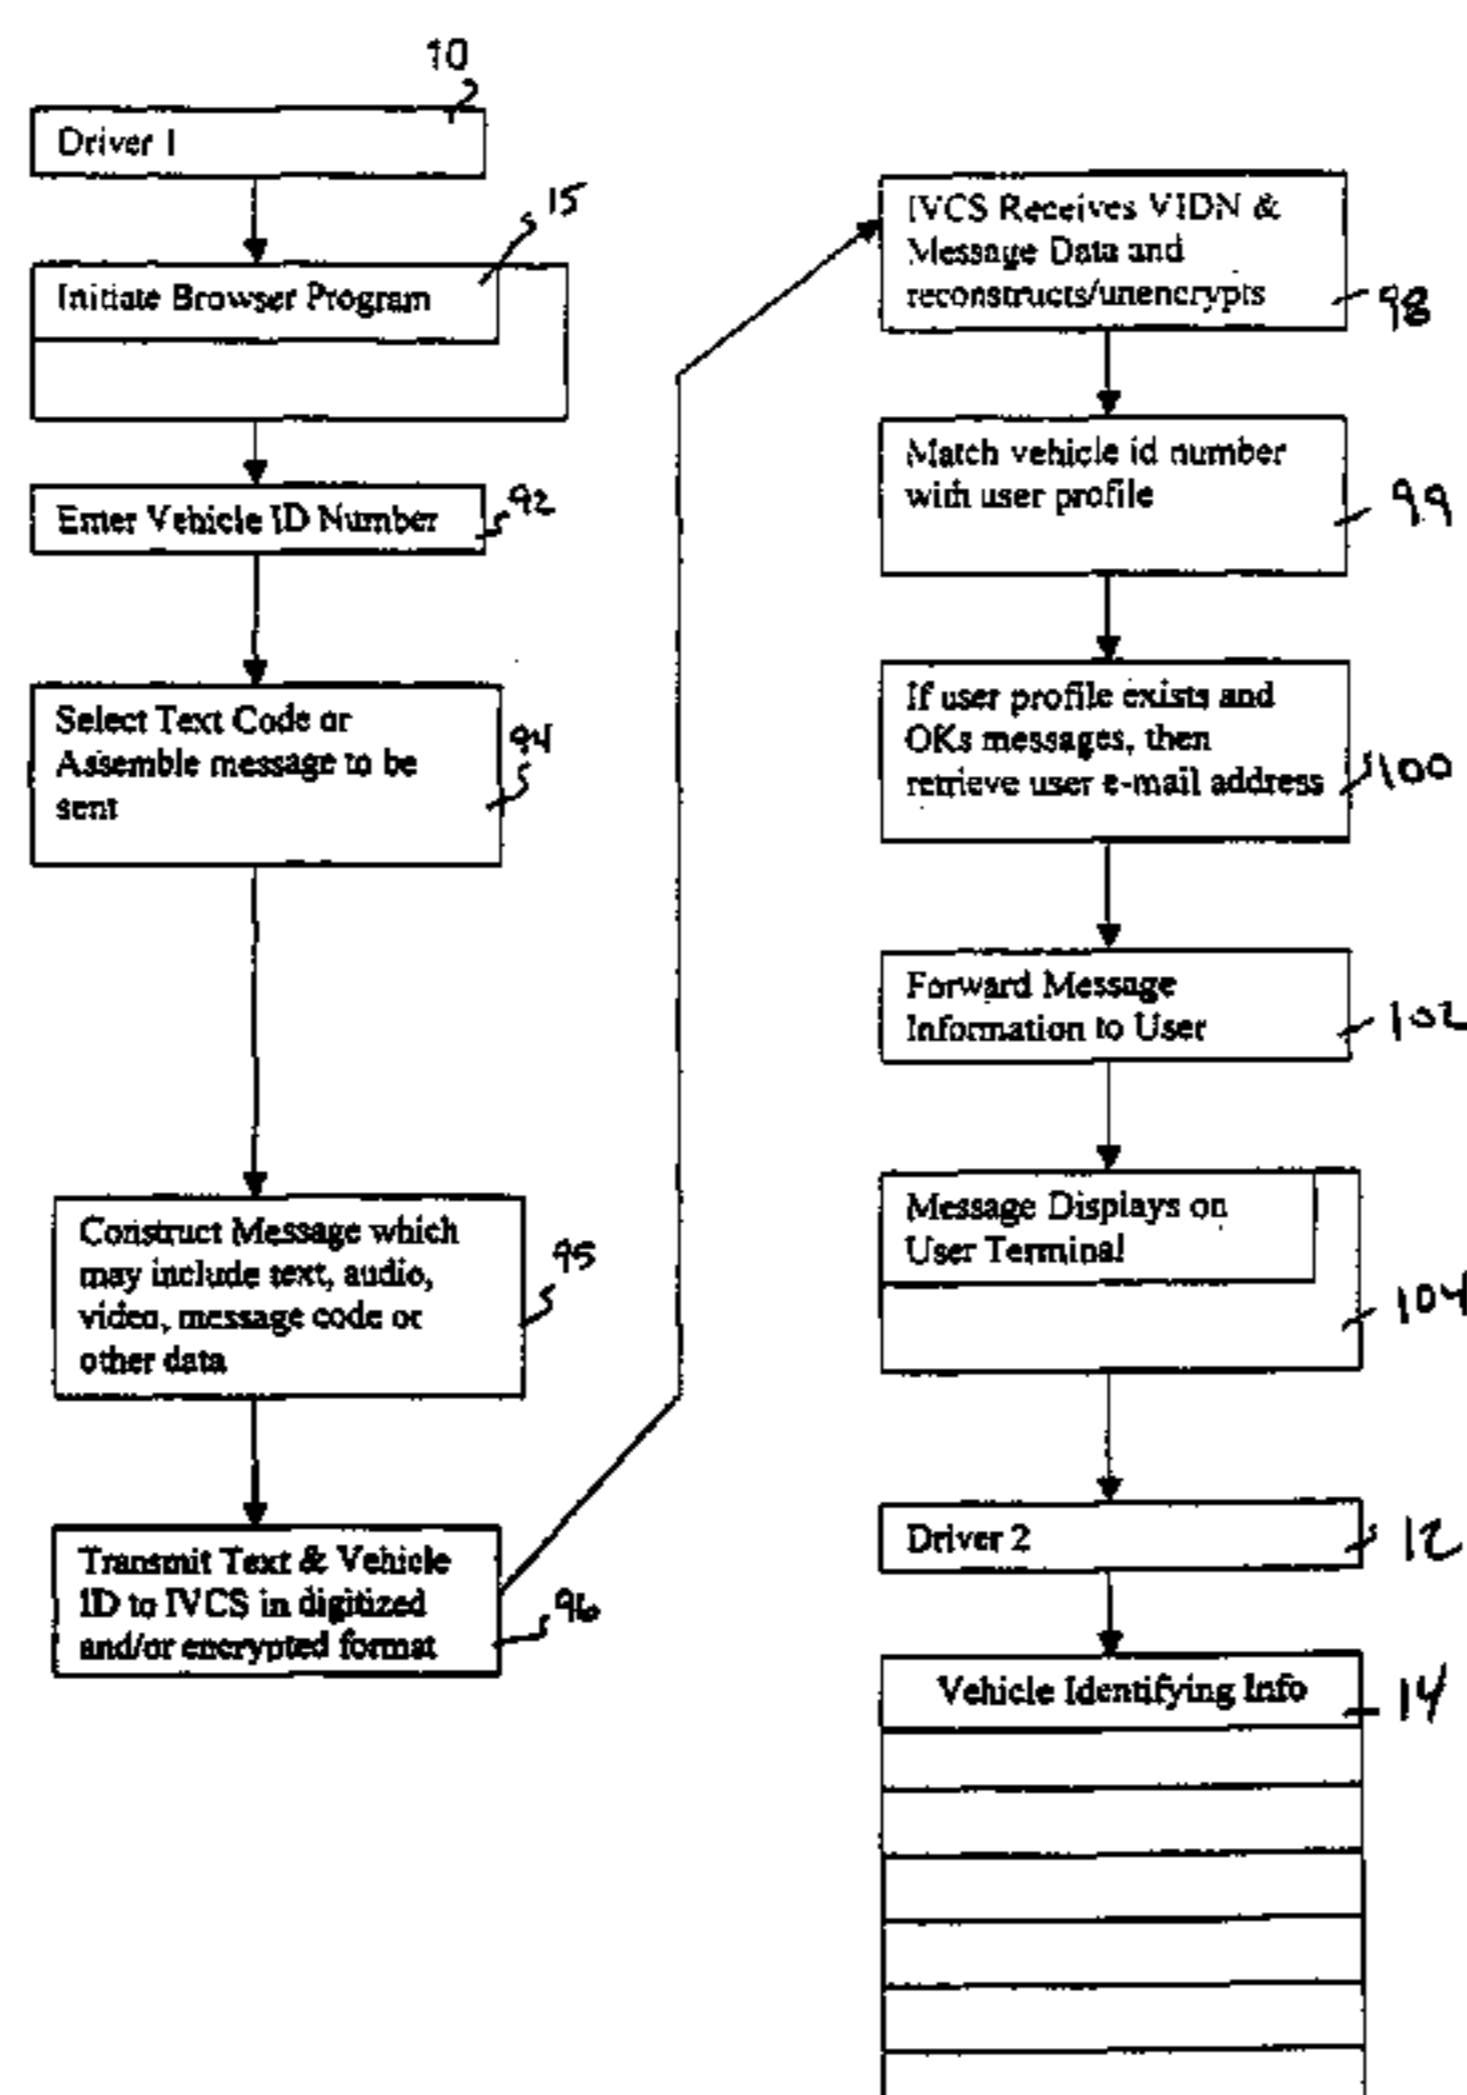 10
Driver 1
15
Initiate Browser Program
Enter Vehicle ID Number
92
Select Text Code or
Assemble message to be
sent
94
Construct Message which
may include text, audio,
video, message code or
other data
95
Transmit Text & Vehicle
ID to IVCS in digitized
and/or encrypted format
96
IVCS Receives VIDN &
Message Data and
reconstructs/unencrypts
98
Match vehicle id number
with user profile
99
If user profile exists and
OKs messages, then
retrieve user e-mail address
100
Forward Message
Information to User
102
Message Displays on
User Terminal
104
Driver 2
12
Vehicle Identifying Info
14